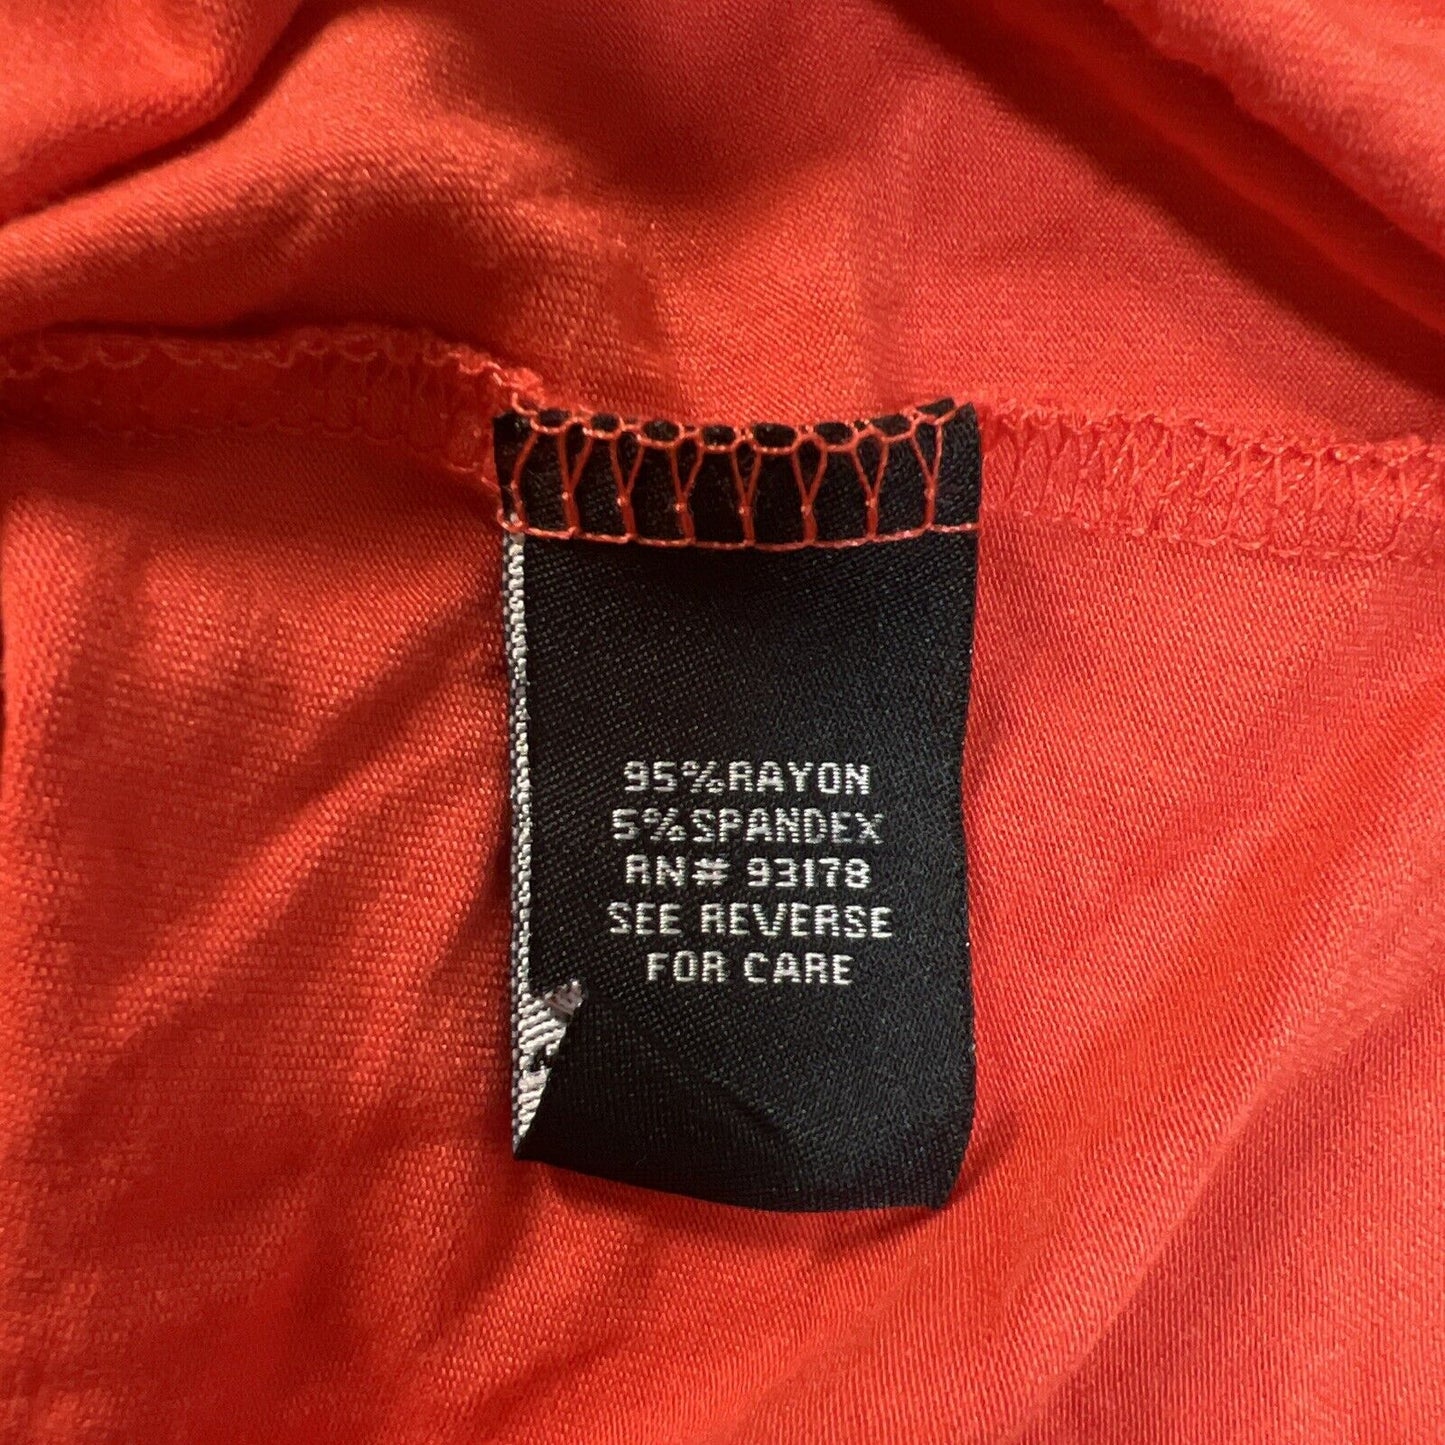 95%RAYON
5%SPANDEX
RN# 93178
SEE REVERSE
FOR CARE